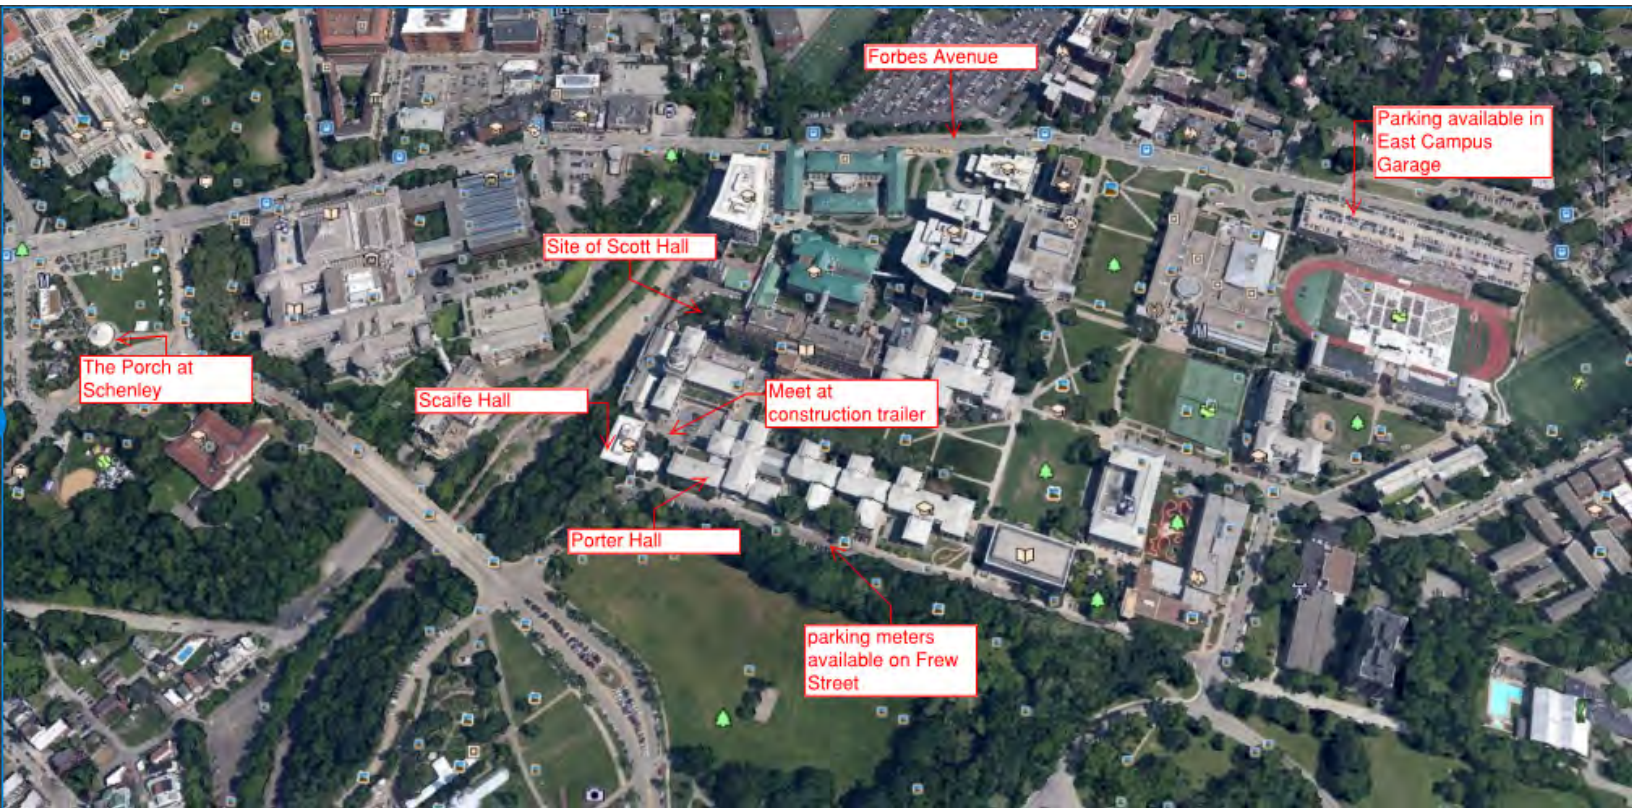 Forbes Avenue
Parking available in
East Campus
Garage
Site of Scott Hall
The Porch at
Schenley
Scaife Hall
Meet at
construction trailer
Porter Hall
parking meters
available on Frew
Street